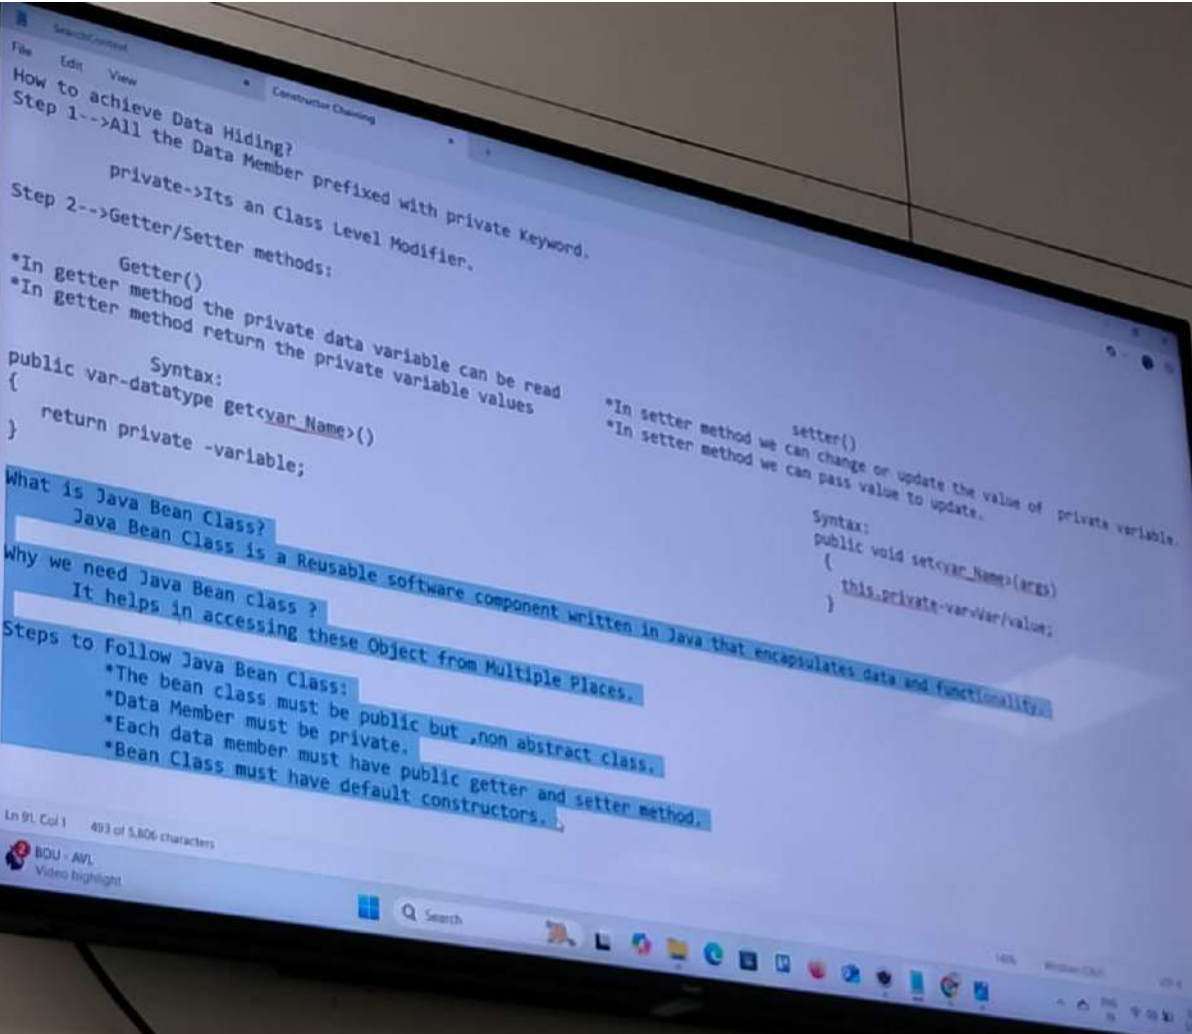 SearchContext
Constructor Chaining
File Edit View
How to achieve Data Hiding?
Step 1-->All the Data Member prefixed with private Keyword.
private->Its an Class Level Modifier.
Step 2-->Getter/Setter methods:
Getter()
*In getter method the private data variable can be read
*In getter method return the private variable values
Syntax:
public var-datatype get<var_Name>()
{
return private -variable;
}
setter()
*In setter method we can change or update the value of private variable.
*In setter method we can pass value to update.
Syntax:
public void set<var_Name>(args)
{
this.private-var=Var/value;
}
What is Java Bean Class?
Java Bean Class is a Reusable software component written in Java that encapsulates data and functionality.
Why we need Java Bean class ?
It helps in accessing these Object from Multiple Places.
Steps to Follow Java Bean Class:
*The bean class must be public but ,non abstract class.
*Data Member must be private.
*Each data member must have public getter and setter method.
*Bean Class must have default constructors.
Ln 91, Col 1 493 of 5,806 characters
2
BOU - AVL
Video highlight
Search
ENG